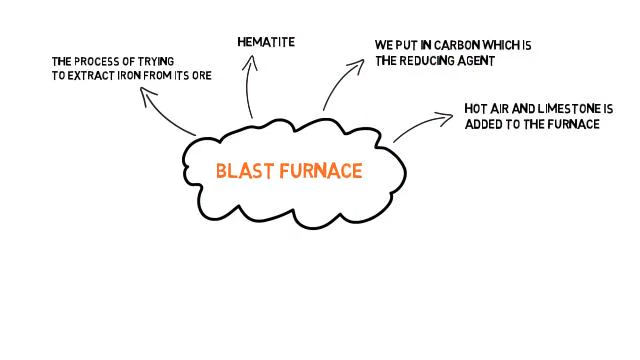 HEMATITE
WE PUT IN CARBON WHICH IS
THE REDUCING AGENT
THE PROCESS OF TRYING
TO EXTRACT IRON FROM ITS ORE
HOT AIR AND LIMESTONE IS
ADDED TO THE FURNACE
BLAST FURNACE